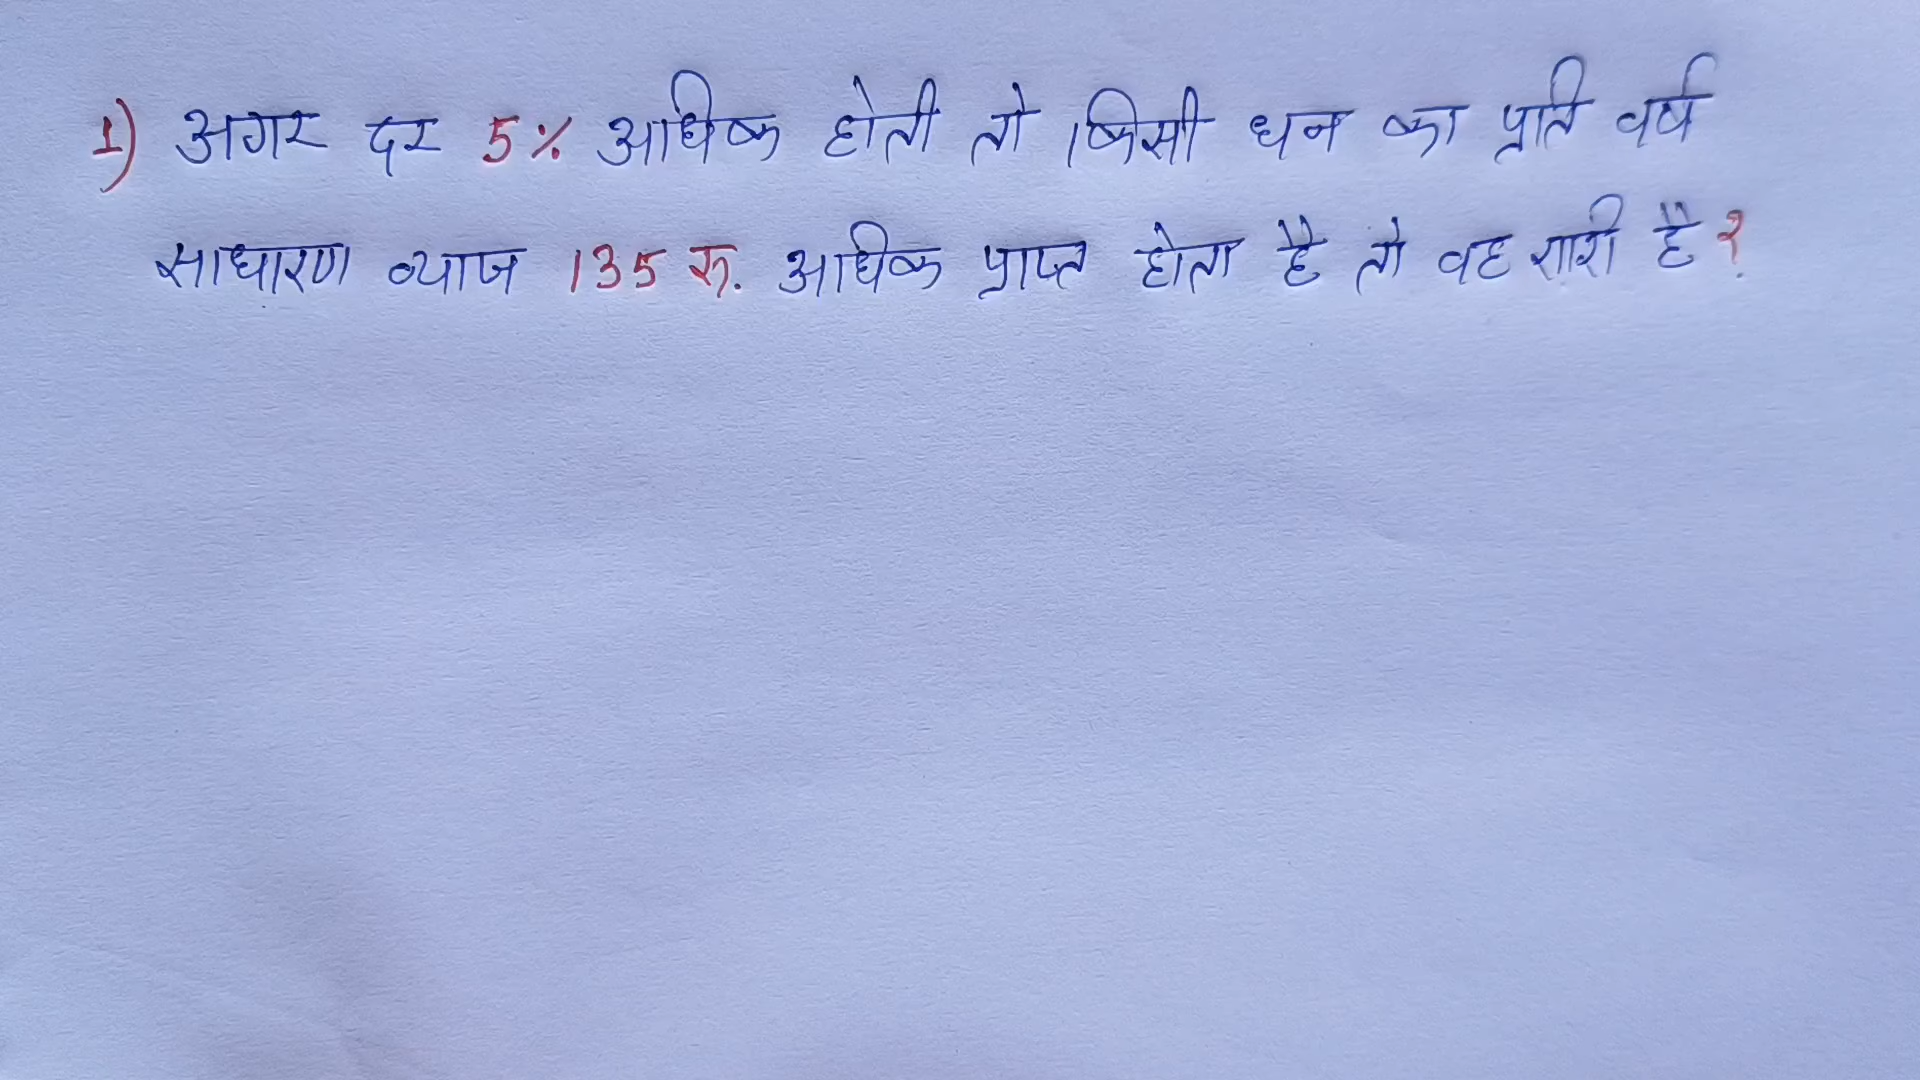 1) अगर दर 5% अधिक होती तो किसी धन का प्रति वर्ष
साधारण व्याज 135 रु. अधिक प्राप्त होता है तो वह राशी है?